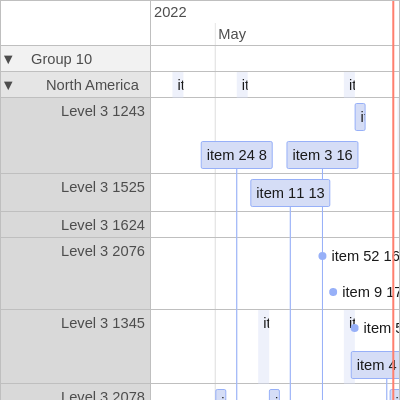 2022
May
▼ Group 10
▼ North America it it it
Level 3 1243
item 24 8 item 3 16
Level 3 1525
item 11 13
Level 3 1624
Level 3 2076
item 52 16
item 9 17
Level 3 1345 it it
item 5
item 4
Level 3 2078